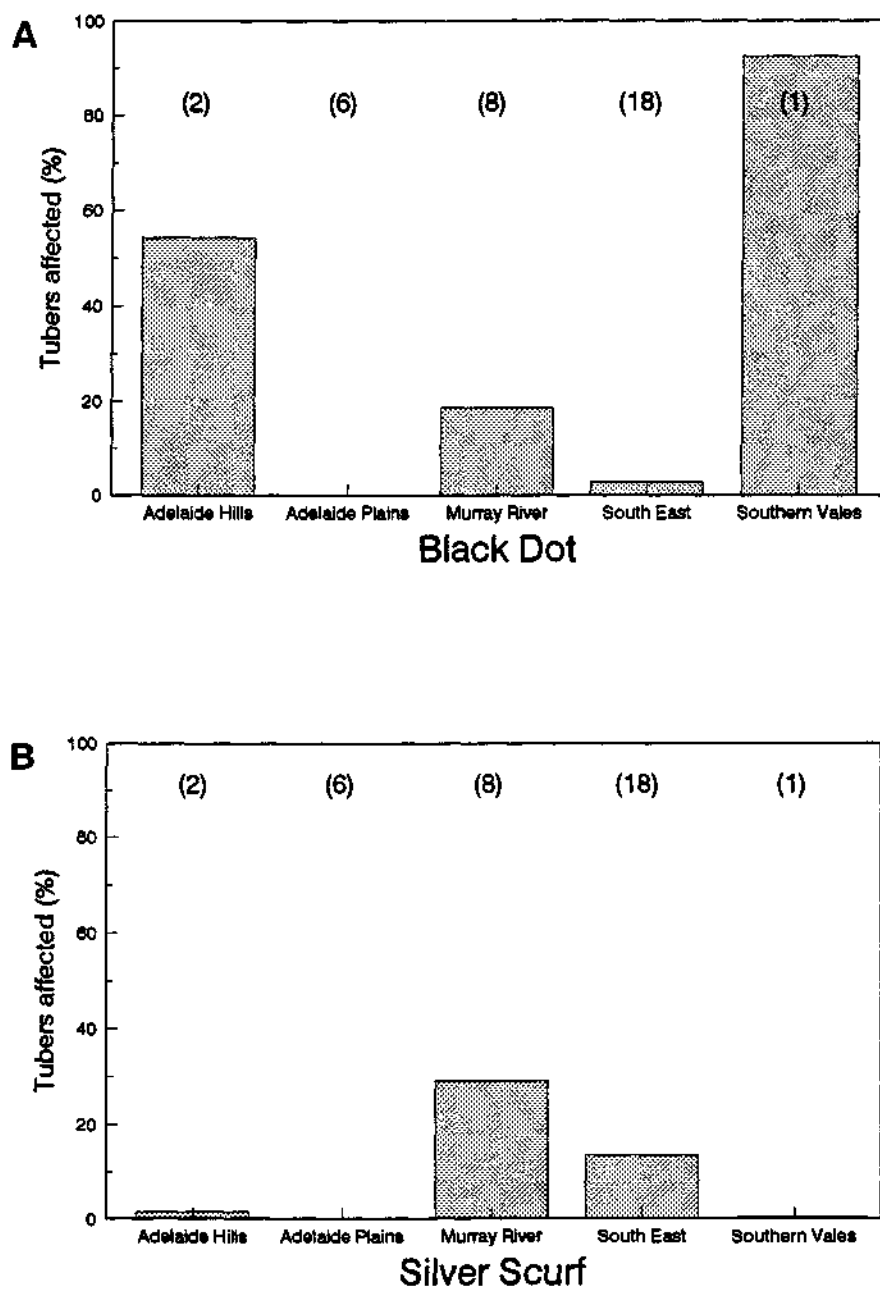 A
100
(2) (6) (8) (18) (1)
80
60
40
20
0
Tubers affected (%)
Adelaide Hills Adelaide Plains Murray River South East Southern Vales
Black Dot
B
100
(2) (6) (8) (18) (1)
80
60
40
20
0
Tubers affected (%)
Adelaide Hills Adelaide Plains Murray River South East Southern Vales
Silver Scurf